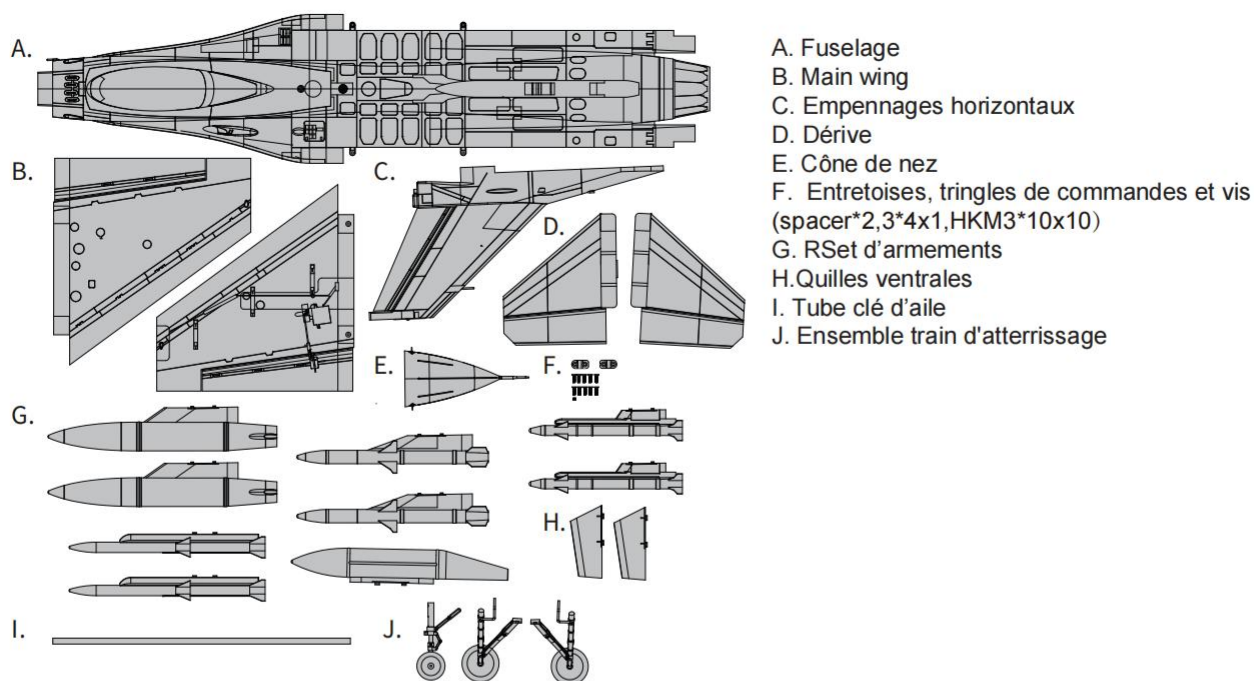 A.
B.
C.
D.
E.
F.
G.
H.
I.
J.
A. Fuselage
B. Main wing
C. Empennages horizontaux
D. Dérive
E. Cône de nez
F. Entretoises, tringles de commandes et vis
(spacer*2,3*4x1,HKM3*10x10）
G. RSet d’armements
H.Quilles ventrales
I. Tube clé d’aile
J. Ensemble train d'atterrissage